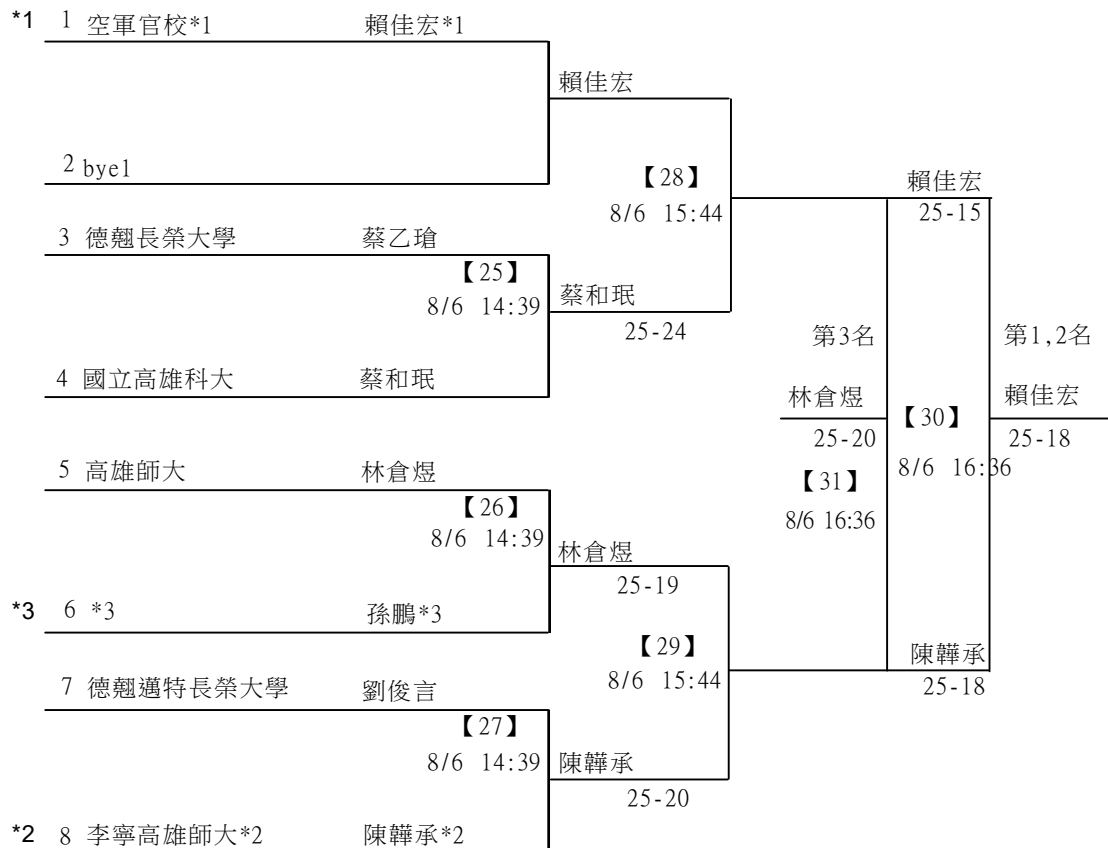 *1 1 空軍官校*1 賴佳宏*1
賴佳宏
2 bye1
【28】
8/6 15:44
賴佳宏
25-15
3 德翹長榮大學 蔡乙瑲
【25】
8/6 14:39
蔡和珉
25-24
4 國立高雄科大 蔡和珉
第3名
第1,2名
林倉煜
25-20
【30】
8/6 16:36
賴佳宏
25-18
【31】
8/6 16:36
5 高雄師大 林倉煜
【26】
8/6 14:39
林倉煜
25-19
*3 6 *3 孫鵬*3
【29】
8/6 15:44
陳韡承
25-18
7 德翹邁特長榮大學 劉俊言
【27】
8/6 14:39
陳韡承
25-20
*2 8 李寧高雄師大*2 陳韡承*2